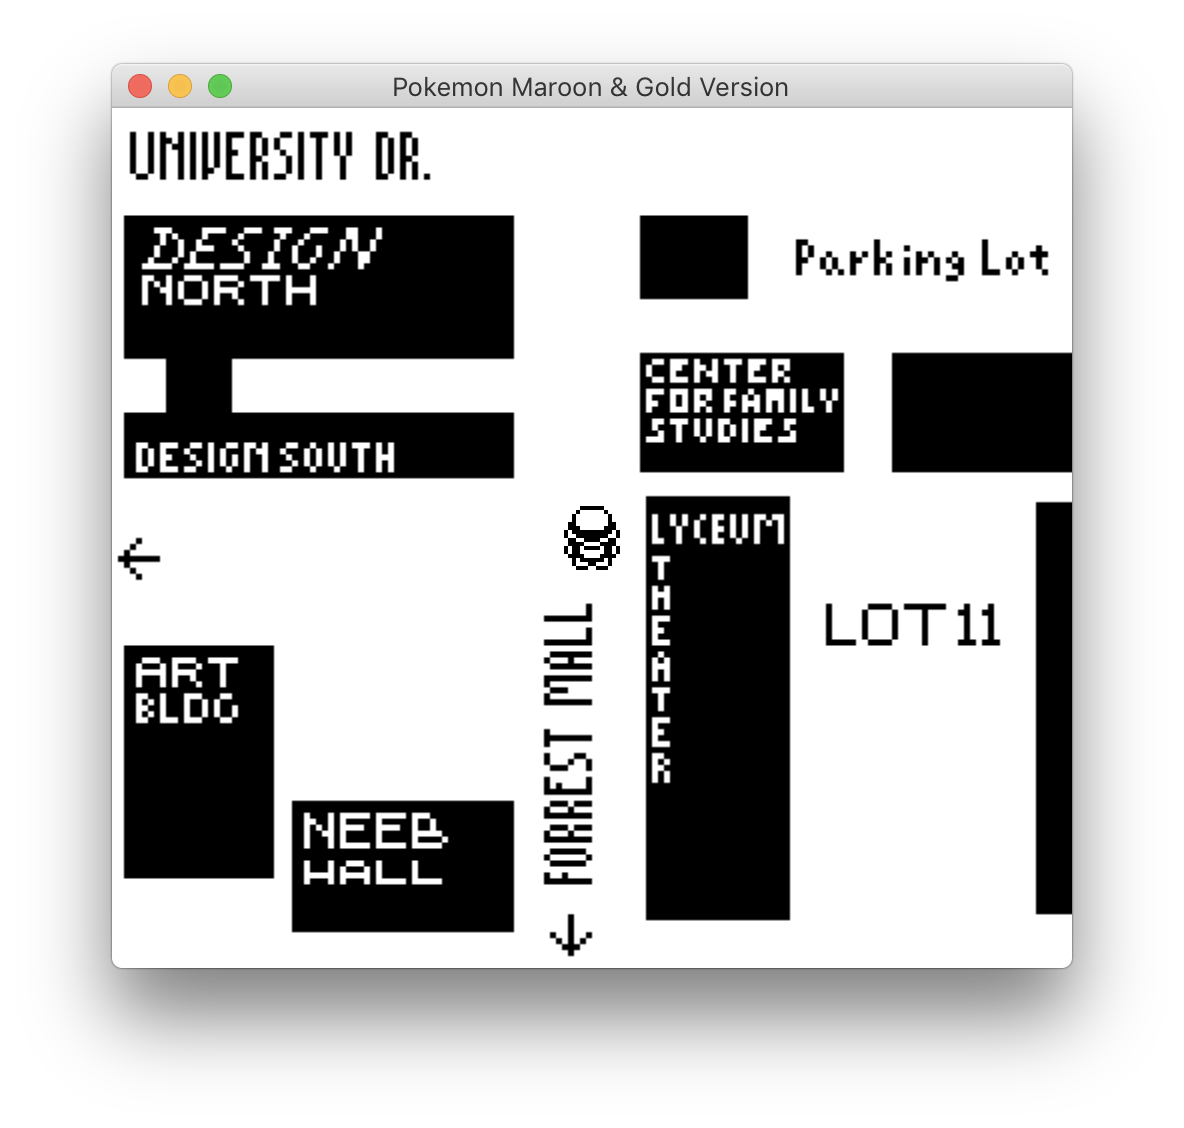 Pokemon Maroon & Gold Version
UNIVERSITY DR.
DESIGN
NORTH
Parking Lot
CENTER
FOR FAMILY
STUDIES
DESIGN SOUTH
LYCEUM
THEATER
LOT 11
ART
BLDG
FORREST MALL
NEEB
HALL